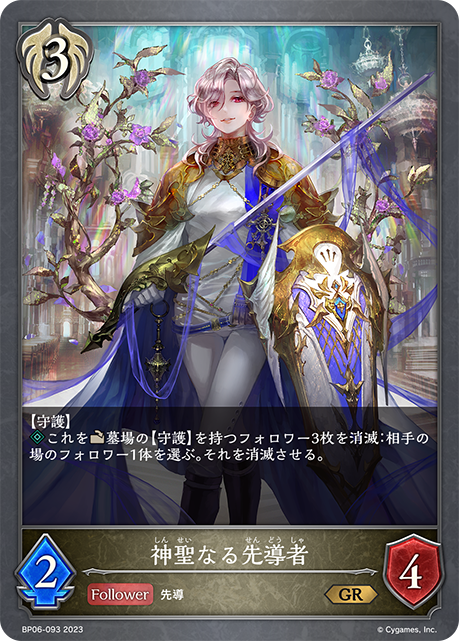 3
【守護】
これを墓場の【守護】を持つフォロワー3枚を消滅:相手の
場のフォロワー1体を選ぶ。それを消滅させる。
しんせい せんどうしゃ
神聖なる先導者
2 Follower 先導 GR 4
BP06-093 2023 © Cygames, Inc.